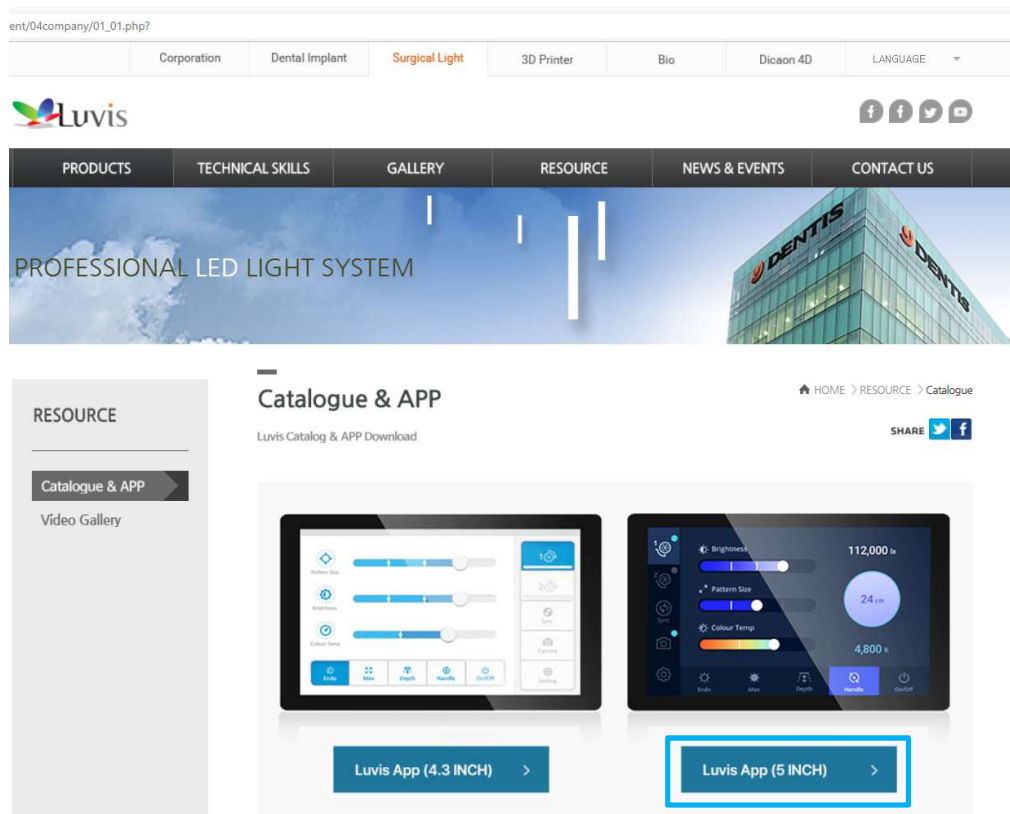 ent/04company/01_01.php?
Corporation Dental Implant Surgical Light 3D Printer Bio Dicaon 4D LANGUAGE
Luvis
PRODUCTS TECHNICAL SKILLS GALLERY RESOURCE NEWS & EVENTS CONTACT US
PROFESSIONAL LED LIGHT SYSTEM
DENTIS DENTIS
RESOURCE
Catalogue & APP
Video Gallery
Catalogue & APP
HOME > RESOURCE > Catalogue
Luvis Catalog & APP Download
SHARE
Pattern Size
Brightness
Colour Temp
Endo Max Depth Handle On/Off
1
2
Sync
Camera
Setting
1
2
Sync
Brightness
Pattern Size
Colour Temp
112,000 lx
24 cm
4,800 K
Endo Max Depth Handle On/Off
Luvis App (4.3 INCH) >
Luvis App (5 INCH) >